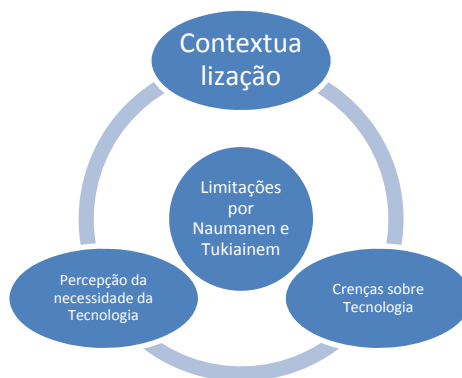 Contextua
lização
Limitações
por
Naumanen e
Tukiainem
Percepção da
necessidade da
Tecnologia
Crenças sobre
Tecnologia